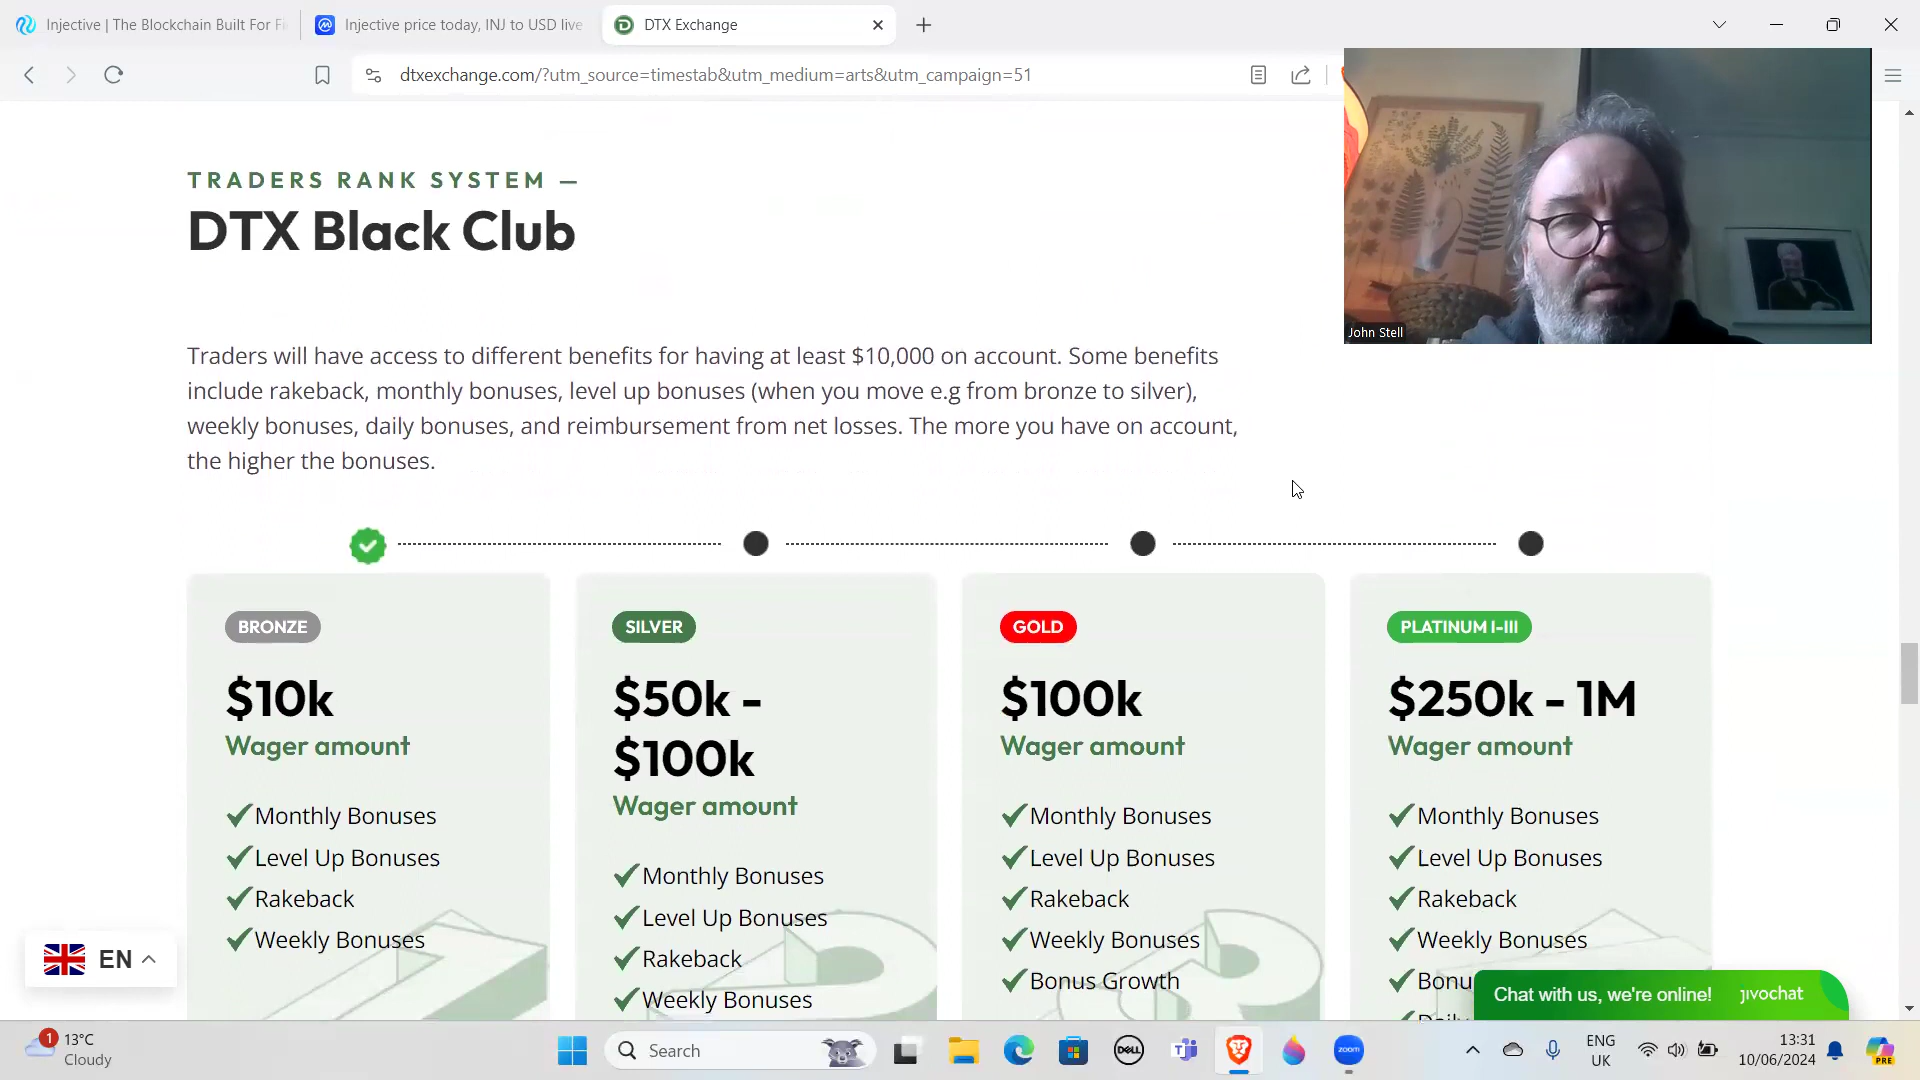 Injective | The Blockchain Built For Fi
Injective price today, INJ to USD live
DTX Exchange
dtxexchange.com/?utm_source=timestab&utm_medium=arts&utm_campaign=51
John Stell
TRADERS RANK SYSTEM —
DTX Black Club
Traders will have access to different benefits for having at least $10,000 on account. Some benefits
include rakeback, monthly bonuses, level up bonuses (when you move e.g from bronze to silver),
weekly bonuses, daily bonuses, and reimbursement from net losses. The more you have on account,
the higher the bonuses.
BRONZE
$10k
Wager amount
Monthly Bonuses
Level Up Bonuses
Rakeback
Weekly Bonuses
SILVER
$50k -
$100k
Wager amount
Monthly Bonuses
Level Up Bonuses
Rakeback
Weekly Bonuses
GOLD
$100k
Wager amount
Monthly Bonuses
Level Up Bonuses
Rakeback
Weekly Bonuses
Bonus Growth
PLATINUM I-III
$250k - 1M
Wager amount
Monthly Bonuses
Level Up Bonuses
Rakeback
Weekly Bonuses
EN
Chat with us, we're online! jivochat
1
13°C
Cloudy
Search
DELL
zoom
ENG
UK
13:31
10/06/2024
PRE